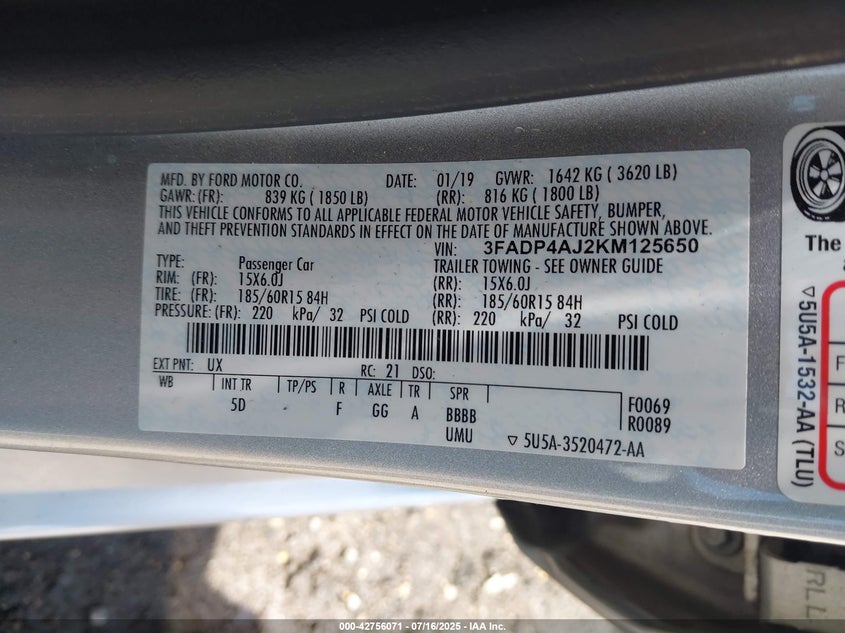 MFD. BY FORD MOTOR CO. DATE: 01/19 GVWR: 1642 KG ( 3620 LB)
GAWR: (FR): 839 KG ( 1850 LB) (RR): 816 KG ( 1800 LB)
THIS VEHICLE CONFORMS TO ALL APPLICABLE FEDERAL MOTOR VEHICLE SAFETY, BUMPER,
AND THEFT PREVENTION STANDARDS IN EFFECT ON THE DATE OF MANUFACTURE SHOWN ABOVE.
VIN: 3FADP4AJ2KM125650
TYPE: Passenger Car TRAILER TOWING - SEE OWNER GUIDE
RIM: (FR): 15X6.0J (RR): 15X6.0J
TIRE: (FR): 185/60R15 84H (RR): 185/60R15 84H
PRESSURE: (FR): 220 kPa/ 32 PSI COLD (RR): 220 kPa/ 32 PSI COLD
EXT PNT: UX RC: 21 DSO:
WB INT TR TP/PS R AXLE TR SPR
5D F GG A BBBB F0069
UMU R0089
▽ 5U5A-3520472-AA
The
▽5U5A-1532-AA (TLU)
F
R
S
000-42756071 - 07/16/2025 - IAA Inc.